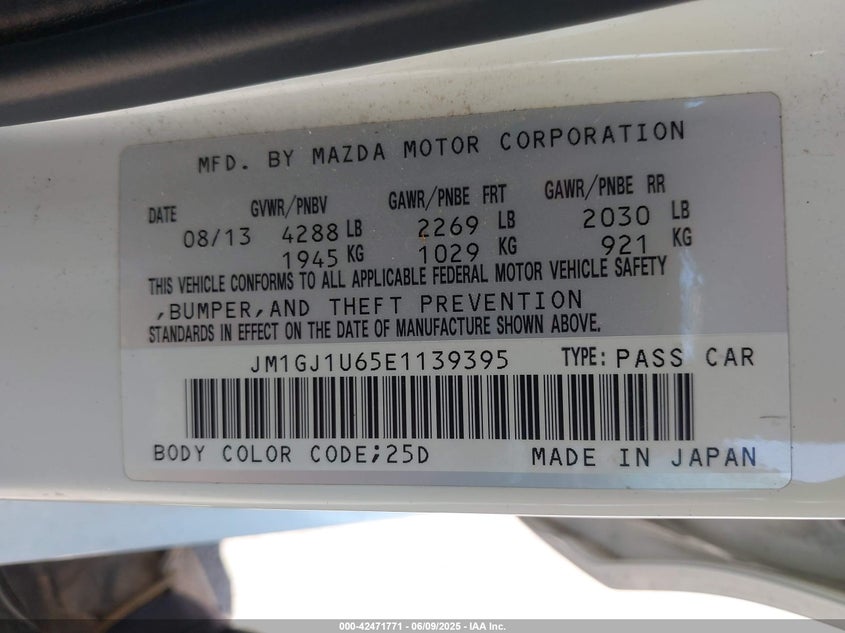 MFD. BY MAZDA MOTOR CORPORATION
DATE GVWR/PNBV GAWR/PNBE FRT GAWR/PNBE RR
08/13 4288 LB 2269 LB 2030 LB
1945 KG 1029 KG 921 KG
THIS VEHICLE CONFORMS TO ALL APPLICABLE FEDERAL MOTOR VEHICLE SAFETY
,BUMPER,AND THEFT PREVENTION
STANDARDS IN EFFECT ON THE DATE OF MANUFACTURE SHOWN ABOVE.
JM1GJ1U65E1139395 TYPE: PASS CAR
BODY COLOR CODE;25D MADE IN JAPAN
000-42471771 - 06/09/2025 - IAA Inc.